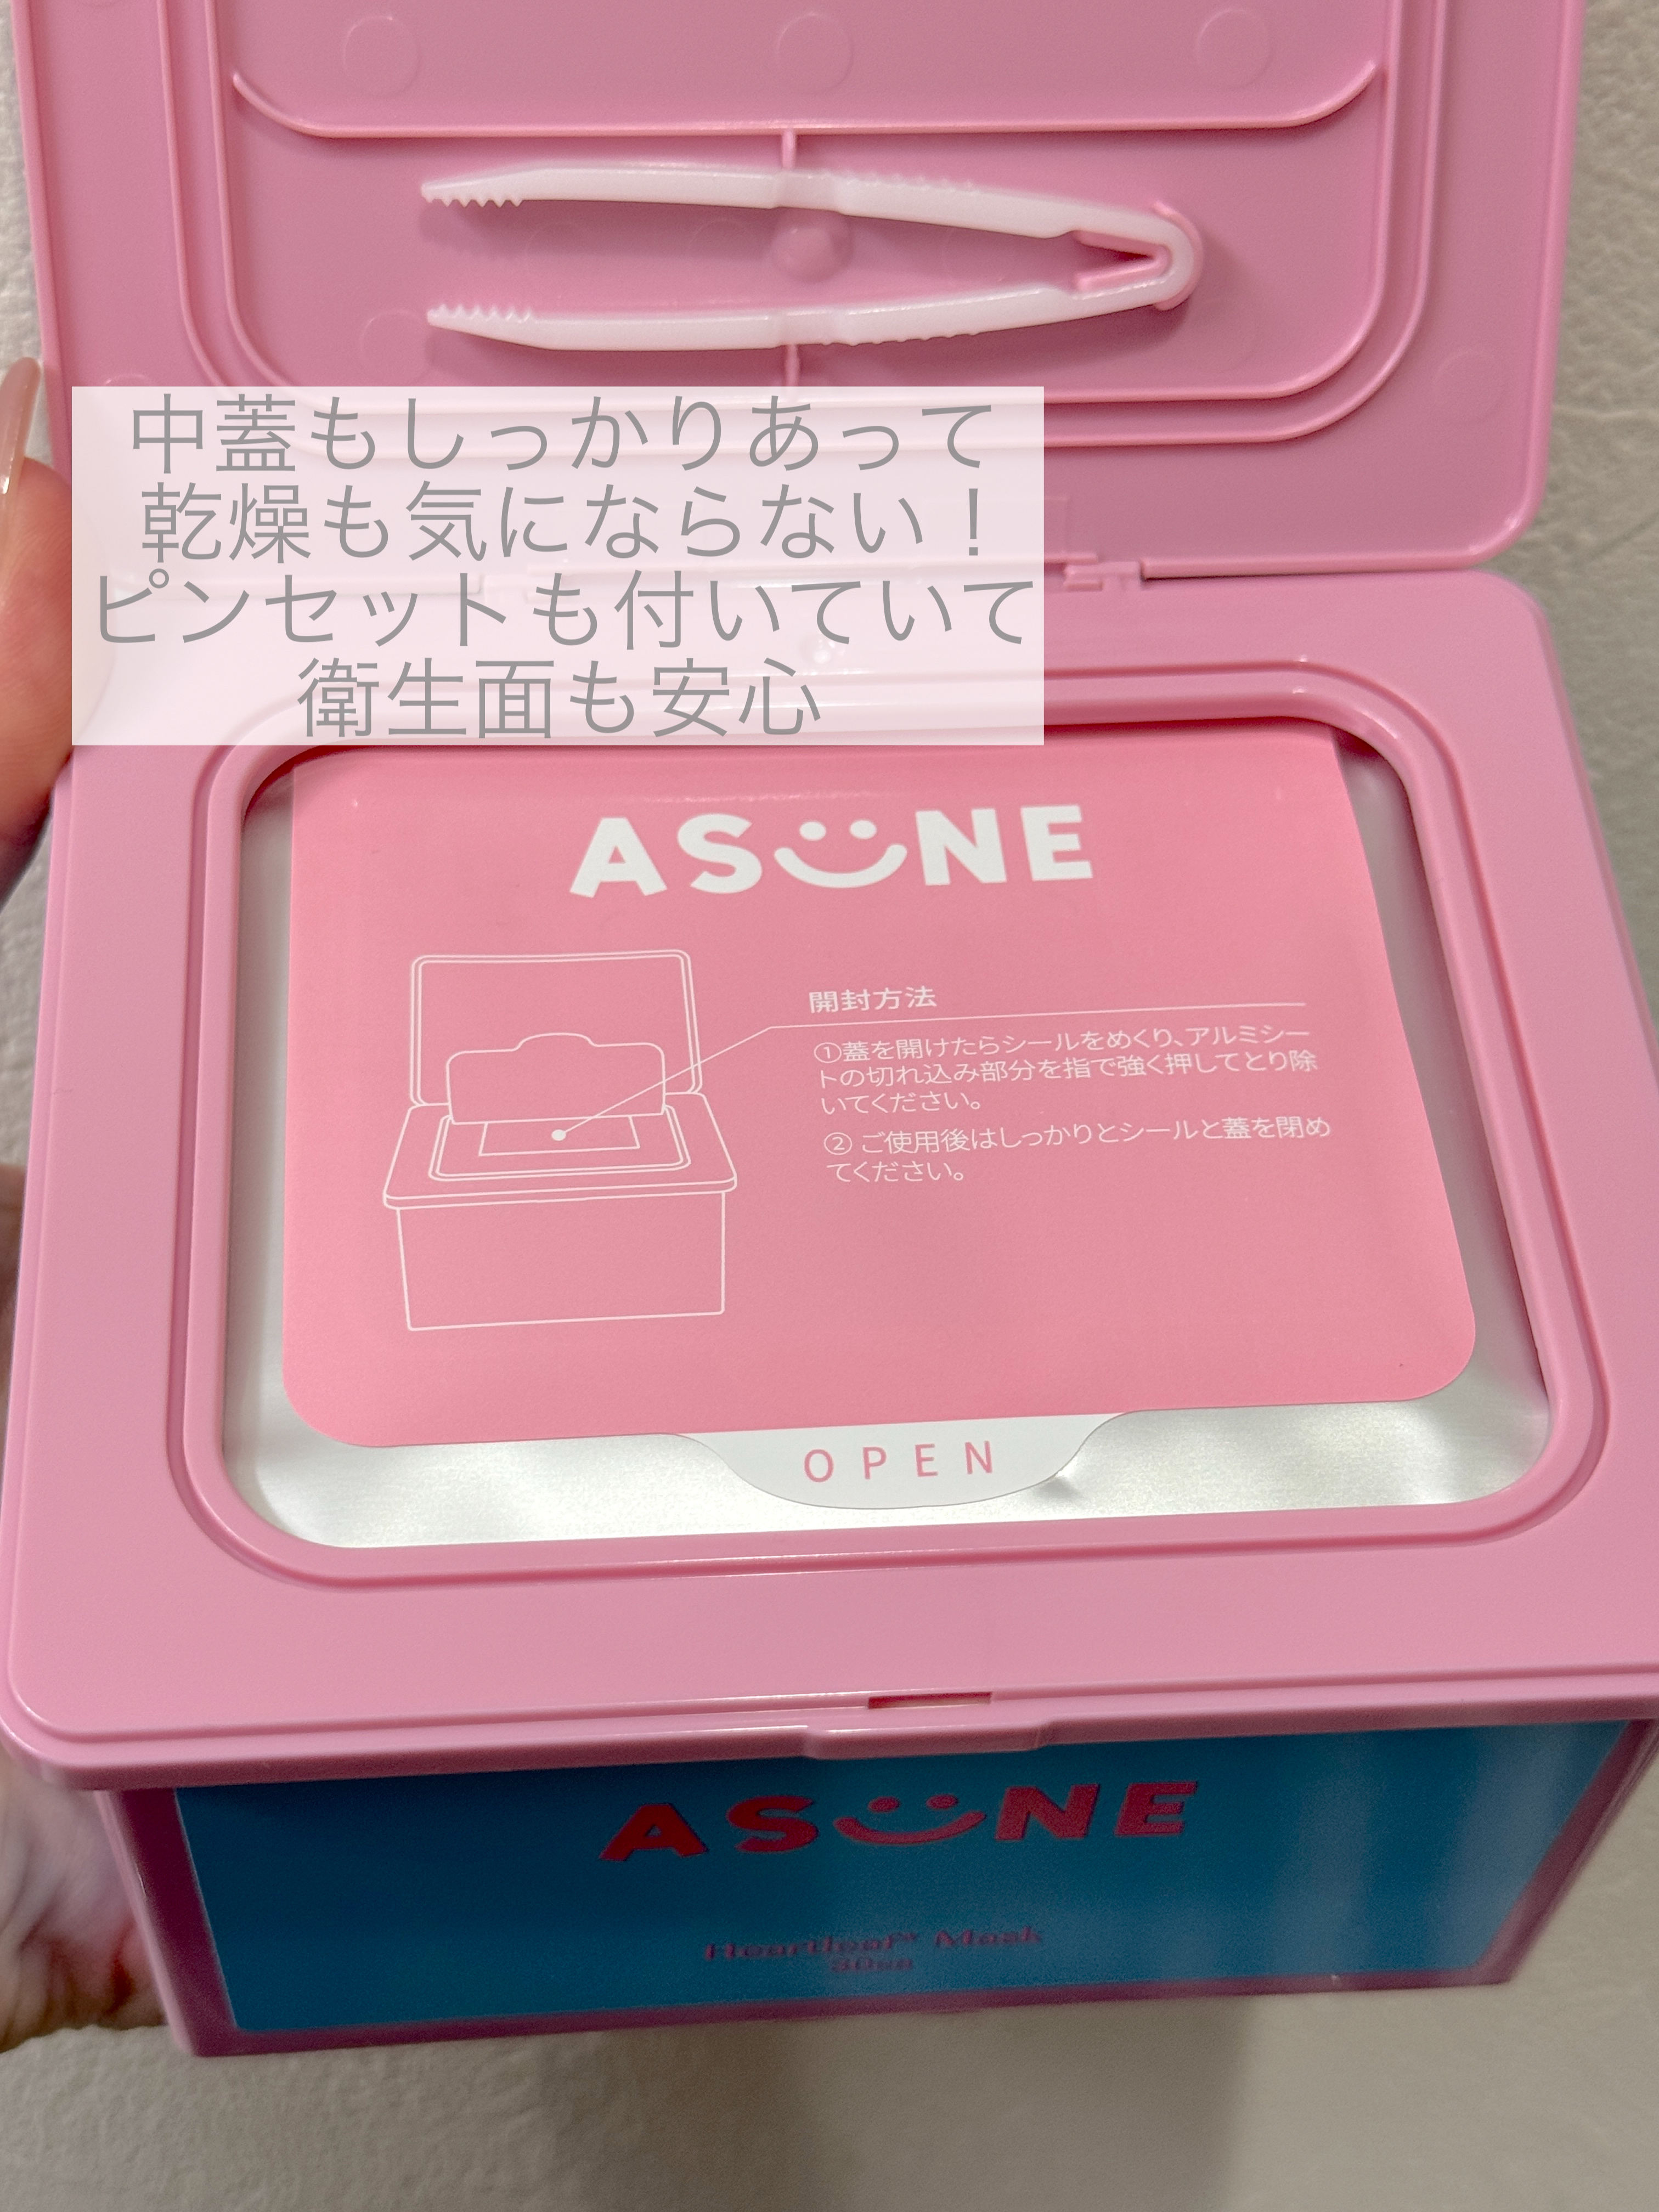 中蓋もしっかりあって
乾燥も気にならない！
ピンセットも付いていて
衛生面も安心
ASUNE
開封方法
①蓋を開けたらシールをめくり、アルミシー
トの切れ込み部分を指で強く押してとり除
いてください。
② ご使用後はしっかりとシールと蓋を閉め
てください。
OPEN
ASUNE
Heartleaf* Mask
30ea